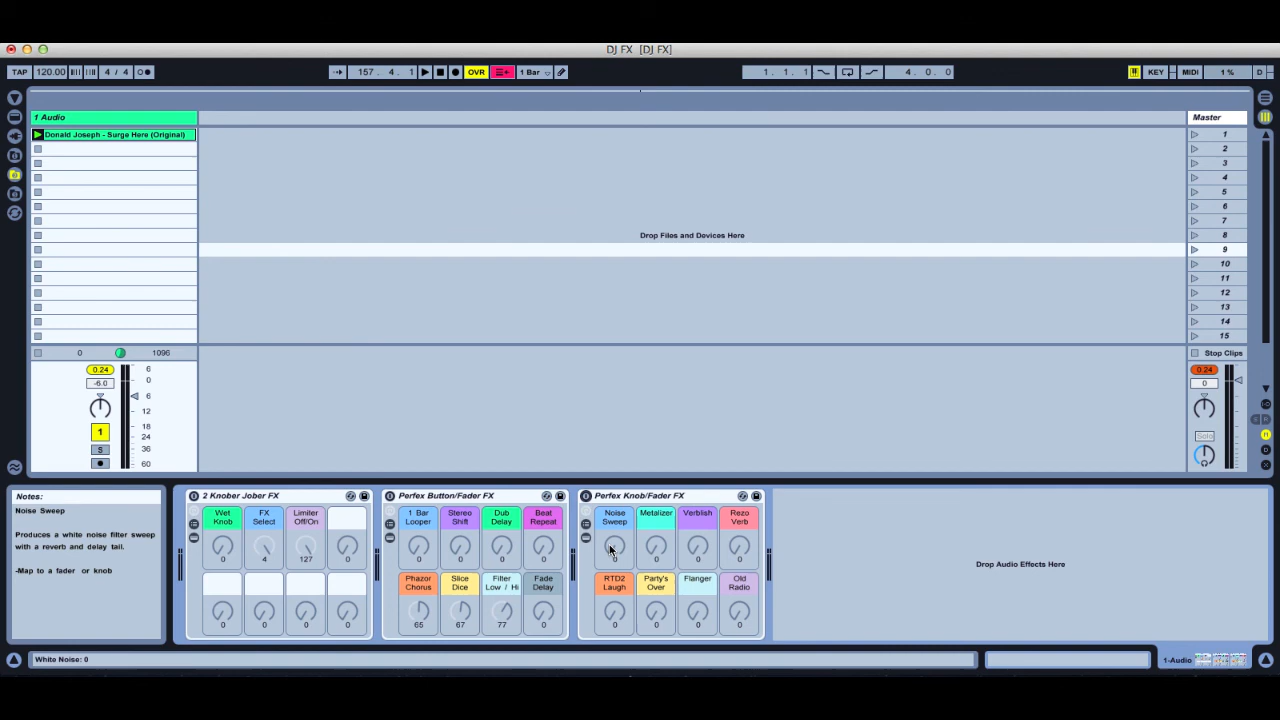 DJ FX [DJ FX]
TAP 120.00 4 / 4 157 . 4 . 1 OVR 1 Bar 1 . 1 . 1 4 . 0 . 0 KEY MIDI 1 % D
1 Audio Master
Donald Joseph - Surge Here (Original) 1
2
3
4
5
6
7
Drop Files and Devices Here 8
9
10
11
12
13
14
15
0 1096 Stop Clips
0.24 6 0.24
-6.0 0 0
6
12
1 18
24 Solo
S 36
60
Notes:
Noise Sweep
Produces a white noise filter sweep
with a reverb and delay tail.
-Map to a fader or knob
2 Knober Jober FX
Wet Knob FX Select Limiter Off/On
0 4 127 0
0 0 0 0
Perfex Button/Fader FX
1 Bar Looper Stereo Shift Dub Delay Beat Repeat
0 0 0 0
Phazor Chorus Slice Dice Filter Low / Hi Fade Delay
65 67 77 0
Perfex Knob/Fader FX
Noise Sweep Metalizer Verblish Rezo Verb
0 0 0 0
RTD2 Laugh Party's Over Flanger Old Radio
0 0 0 0
Drop Audio Effects Here
White Noise: 0 1-Audio